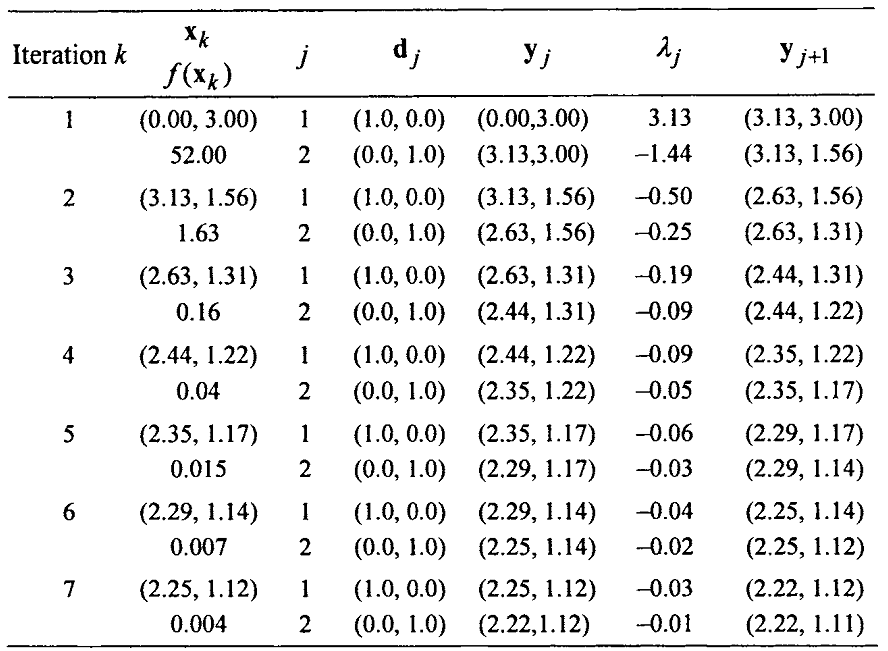 Iteration k x_k f(x_k) j d_j y_j λ_j y_{j+1}
1 (0.00, 3.00) 1 (1.0, 0.0) (0.00,3.00) 3.13 (3.13, 3.00)
52.00 2 (0.0, 1.0) (3.13,3.00) –1.44 (3.13, 1.56)
2 (3.13, 1.56) 1 (1.0, 0.0) (3.13, 1.56) –0.50 (2.63, 1.56)
1.63 2 (0.0, 1.0) (2.63, 1.56) –0.25 (2.63, 1.31)
3 (2.63, 1.31) 1 (1.0, 0.0) (2.63, 1.31) –0.19 (2.44, 1.31)
0.16 2 (0.0, 1.0) (2.44, 1.31) –0.09 (2.44, 1.22)
4 (2.44, 1.22) 1 (1.0, 0.0) (2.44, 1.22) –0.09 (2.35, 1.22)
0.04 2 (0.0, 1.0) (2.35, 1.22) –0.05 (2.35, 1.17)
5 (2.35, 1.17) 1 (1.0, 0.0) (2.35, 1.17) –0.06 (2.29, 1.17)
0.015 2 (0.0, 1.0) (2.29, 1.17) –0.03 (2.29, 1.14)
6 (2.29, 1.14) 1 (1.0, 0.0) (2.29, 1.14) –0.04 (2.25, 1.14)
0.007 2 (0.0, 1.0) (2.25, 1.14) –0.02 (2.25, 1.12)
7 (2.25, 1.12) 1 (1.0, 0.0) (2.25, 1.12) –0.03 (2.22, 1.12)
0.004 2 (0.0, 1.0) (2.22,1.12) –0.01 (2.22, 1.11)